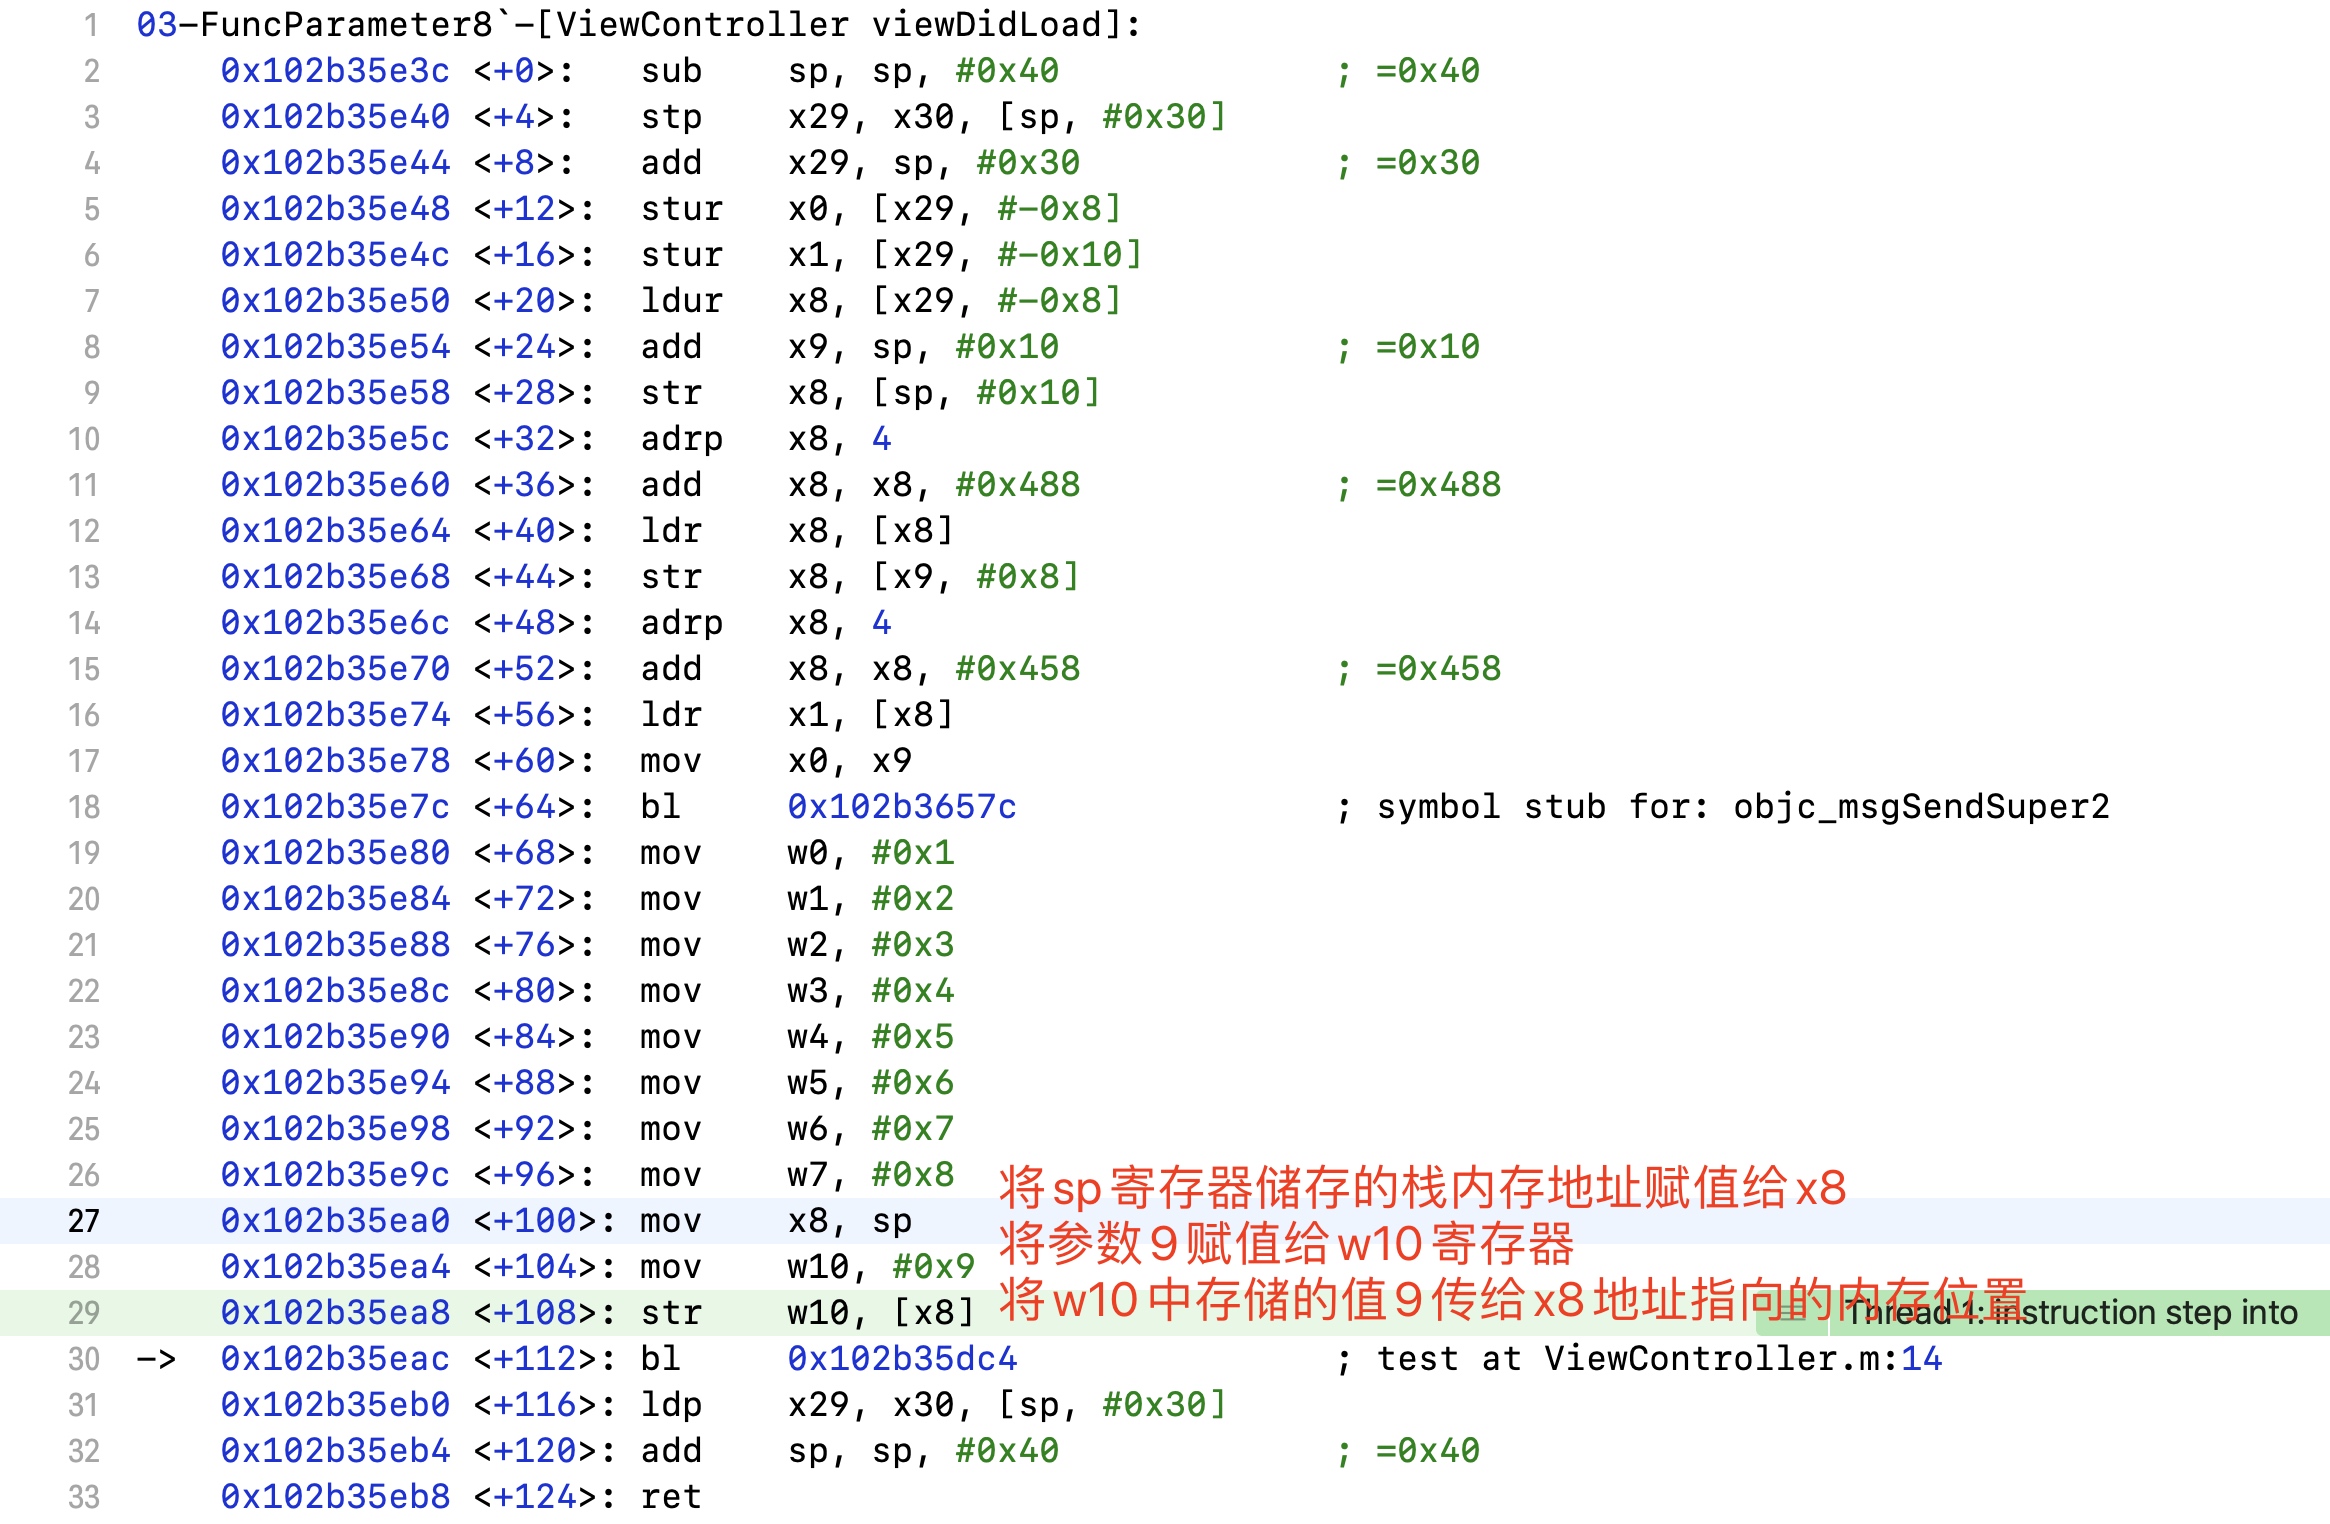 1 03-FuncParameter8`-[ViewController viewDidLoad]:
2 0x102b35e3c <+0>: sub sp, sp, #0x40 ; =0x40
3 0x102b35e40 <+4>: stp x29, x30, [sp, #0x30]
4 0x102b35e44 <+8>: add x29, sp, #0x30 ; =0x30
5 0x102b35e48 <+12>: stur x0, [x29, #-0x8]
6 0x102b35e4c <+16>: stur x1, [x29, #-0x10]
7 0x102b35e50 <+20>: ldur x8, [x29, #-0x8]
8 0x102b35e54 <+24>: add x9, sp, #0x10 ; =0x10
9 0x102b35e58 <+28>: str x8, [sp, #0x10]
10 0x102b35e5c <+32>: adrp x8, 4
11 0x102b35e60 <+36>: add x8, x8, #0x488 ; =0x488
12 0x102b35e64 <+40>: ldr x8, [x8]
13 0x102b35e68 <+44>: str x8, [x9, #0x8]
14 0x102b35e6c <+48>: adrp x8, 4
15 0x102b35e70 <+52>: add x8, x8, #0x458 ; =0x458
16 0x102b35e74 <+56>: ldr x1, [x8]
17 0x102b35e78 <+60>: mov x0, x9
18 0x102b35e7c <+64>: bl 0x102b3657c ; symbol stub for: objc_msgSendSuper2
19 0x102b35e80 <+68>: mov w0, #0x1
20 0x102b35e84 <+72>: mov w1, #0x2
21 0x102b35e88 <+76>: mov w2, #0x3
22 0x102b35e8c <+80>: mov w3, #0x4
23 0x102b35e90 <+84>: mov w4, #0x5
24 0x102b35e94 <+88>: mov w5, #0x6
25 0x102b35e98 <+92>: mov w6, #0x7
26 0x102b35e9c <+96>: mov w7, #0x8
将sp寄存器储存的栈内存地址赋值给x8
27 0x102b35ea0 <+100>: mov x8, sp
将参数9赋值给w10寄存器
28 0x102b35ea4 <+104>: mov w10, #0x9
将w10中存储的值9传给x8地址指向的内存位置
29 0x102b35ea8 <+108>: str w10, [x8] Thread 1: instruction step into
30 -> 0x102b35eac <+112>: bl 0x102b35dc4 ; test at ViewController.m:14
31 0x102b35eb0 <+116>: ldp x29, x30, [sp, #0x30]
32 0x102b35eb4 <+120>: add sp, sp, #0x40 ; =0x40
33 0x102b35eb8 <+124>: ret